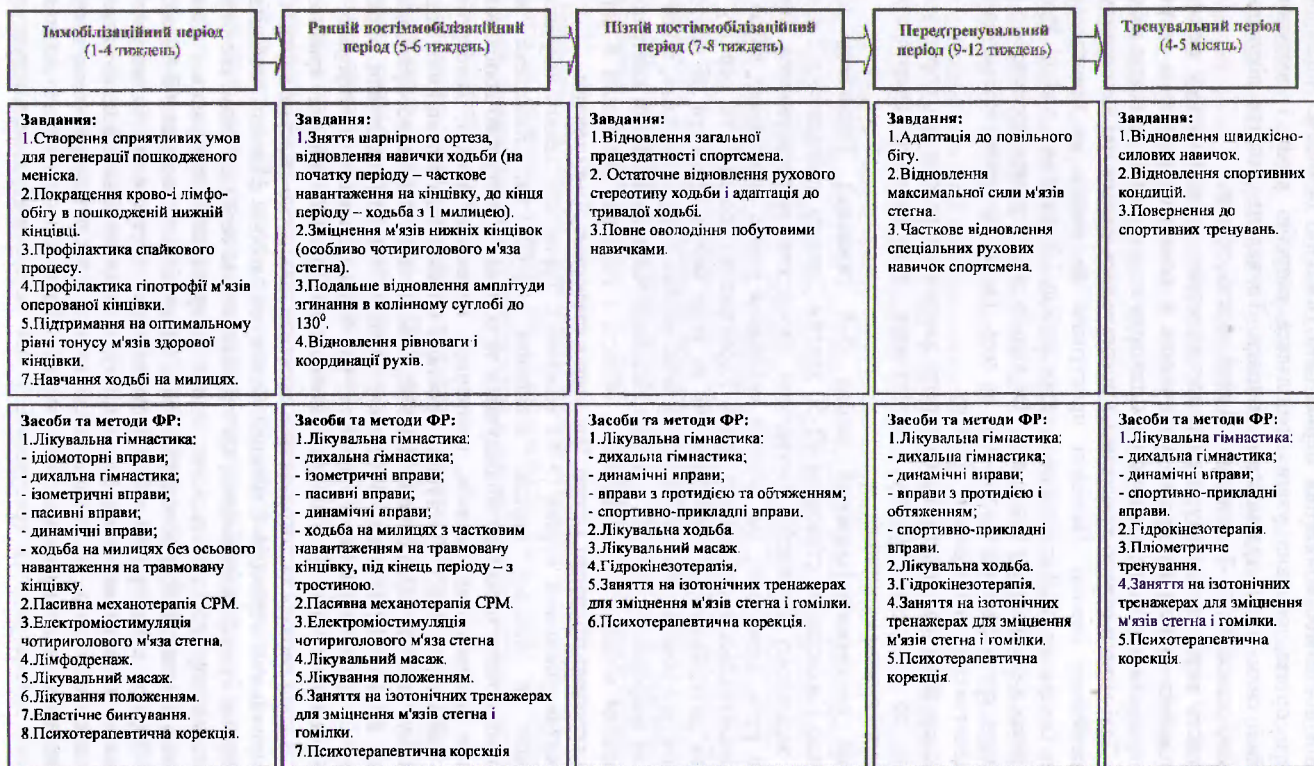 Іммобілізаційний період
(1-4 тиждень)
Ранній постіммобілізаційний
період (5-6 тиждень)
Пізній постіммобілізаційний
період (7-8 тиждень)
Передтренувальний
період (9-12 тиждень)
Тренувальний період
(4-5 місяць)
Завдання:
1.Створення сприятливих умов
для регенерації пошкодженого
меніска.
2.Покращення крово-і лімфо-
обігу в пошкодженій нижній
кінцівці.
3.Профілактика спайкового
процесу.
4.Профілактика гіпотрофії м'язів
оперованої кінцівки.
5.Підтримання на оптимальному
рівні тонусу м'язів здорової
кінцівки.
7.Навчання ходьбі на милицях.
Завдання:
1.Зняття шарнірного ортеза,
відновлення навички ходьби (на
початку періоду – часткове
навантаження на кінцівку, до кінця
періоду – ходьба з 1 милицею).
2.Зміцнення м'язів нижніх кінцівок
(особливо чотириголового м'яза
стегна).
3.Подальше відновлення амплітуди
згинання в колінному суглобі до
130⁰.
4.Відновлення рівноваги і
координації рухів.
Завдання:
1.Відновлення загальної
працездатності спортсмена.
2. Остаточне відновлення рухового
стереотипу ходьби і адаптація до
тривалої ходьбі.
3.Повне оволодіння побутовими
навичками.
Завдання:
1.Адаптація до повільного
бігу.
2.Відновлення
максимальної сили м'язів
стегна.
3.Часткове відновлення
спеціальних рухових
навичок спортсмена.
Завдання:
1.Відновлення швидкісно-
силових навичок.
2.Відновлення спортивних
кондицій.
3.Повернення до
спортивних тренувань.
Засоби та методи ФР:
1.Лікувальна гімнастика:
- ідіомоторні вправи;
- дихальна гімнастика;
- ізометричні вправи;
- пасивні вправи;
- динамічні вправи;
- ходьба на милицях без осьового
навантаження на травмовану
кінцівку.
2.Пасивна механотерапія СРМ.
3.Електроміостимуляція
чотириголового м'яза стегна.
4.Лімфодренаж.
5.Лікувальний масаж.
6.Лікування положенням.
7.Еластічне бинтування.
8.Психотерапевтична корекція.
Засоби та методи ФР:
1.Лікувальна гімнастика:
- дихальна гімнастика;
- ізометричні вправи;
- пасивні вправи;
- динамічні вправи;
- ходьба на милицях з частковим
навантаженням на травмовану
кінцівку, під кінець періоду – з
тростиною.
2.Пасивна механотерапія СРМ.
3.Електроміостимуляція
чотириголового м'яза стегна
4.Лікувальний масаж.
5.Лікування положенням.
6.Заняття на ізотонічних тренажерах
для зміцнення м'язів стегна і
гомілки.
7.Психотерапевтична корекція
Засоби та методи ФР:
1.Лікувальна гімнастика:
- дихальна гімнастика;
- динамічні вправи;
- вправи з протидією та обтяженням;
- спортивно-прикладні вправи.
2.Лікувальна ходьба.
3.Лікувальний масаж.
4.Гідрокінезотерапія.
5.Заняття на ізотонічних тренажерах
для зміцнення м'язів стегна і гомілки.
6.Психотерапевтична корекція.
Засоби та методи ФР:
1.Лікувальна гімнастика:
- дихальна гімнастика;
- динамічні вправи;
- вправи з протидією і
обтяженням;
- спортивно-прикладні
вправи.
2.Лікувальна ходьба.
3.Гідрокінезотерапія.
4.Заняття на ізотонічних
тренажерах для зміцнення
м'язів стегна і гомілки.
5.Психотерапевтична
корекція
Засоби та методи ФР:
1.Лікувальна гімнастика:
- дихальна гімнастика;
- динамічні вправи;
- спортивно-прикладні
вправи.
2.Гідрокінезотерапія.
3.Пліометричне
тренування.
4.Заняття на ізотонічних
тренажерах для зміцнення
м'язів стегна і гомілки.
5.Психотерапевтична
корекція